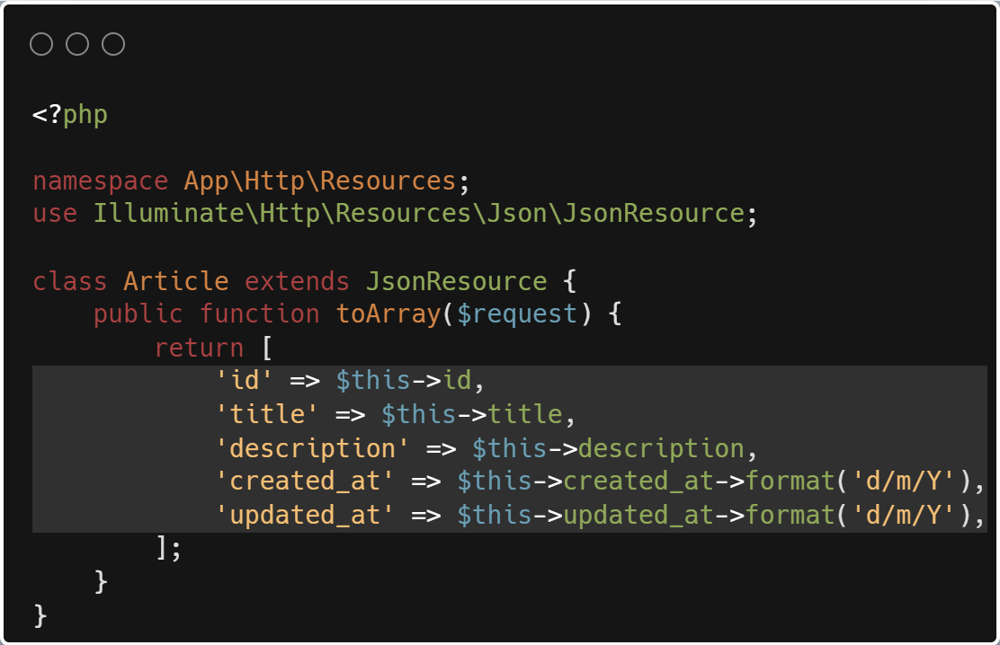 <?php
namespace App\Http\Resources;
use Illuminate\Http\Resources\Json\JsonResource;
class Article extends JsonResource {
    public function toArray($request) {
        return [
            'id' => $this->id,
            'title' => $this->title,
            'description' => $this->description,
            'created_at' => $this->created_at->format('d/m/Y'),
            'updated_at' => $this->updated_at->format('d/m/Y'),
        ];
    }
}